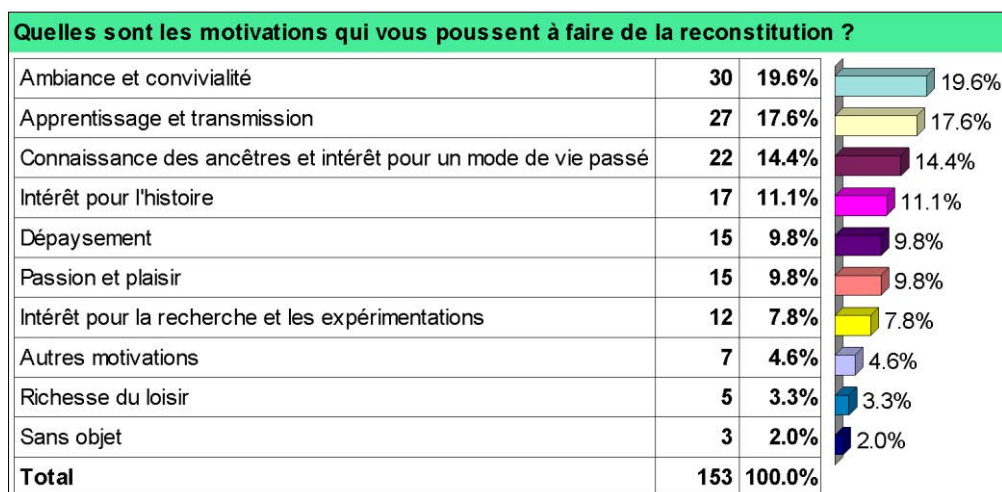 Quelles sont les motivations qui vous poussent à faire de la reconstitution ?
Ambiance et convivialité 30 19.6% 19.6%
Apprentissage et transmission 27 17.6% 17.6%
Connaissance des ancêtres et intérêt pour un mode de vie passé 22 14.4% 14.4%
Intérêt pour l'histoire 17 11.1% 11.1%
Dépaysement 15 9.8% 9.8%
Passion et plaisir 15 9.8% 9.8%
Intérêt pour la recherche et les expérimentations 12 7.8% 7.8%
Autres motivations 7 4.6% 4.6%
Richesse du loisir 5 3.3% 3.3%
Sans objet 3 2.0% 2.0%
Total 153 100.0%